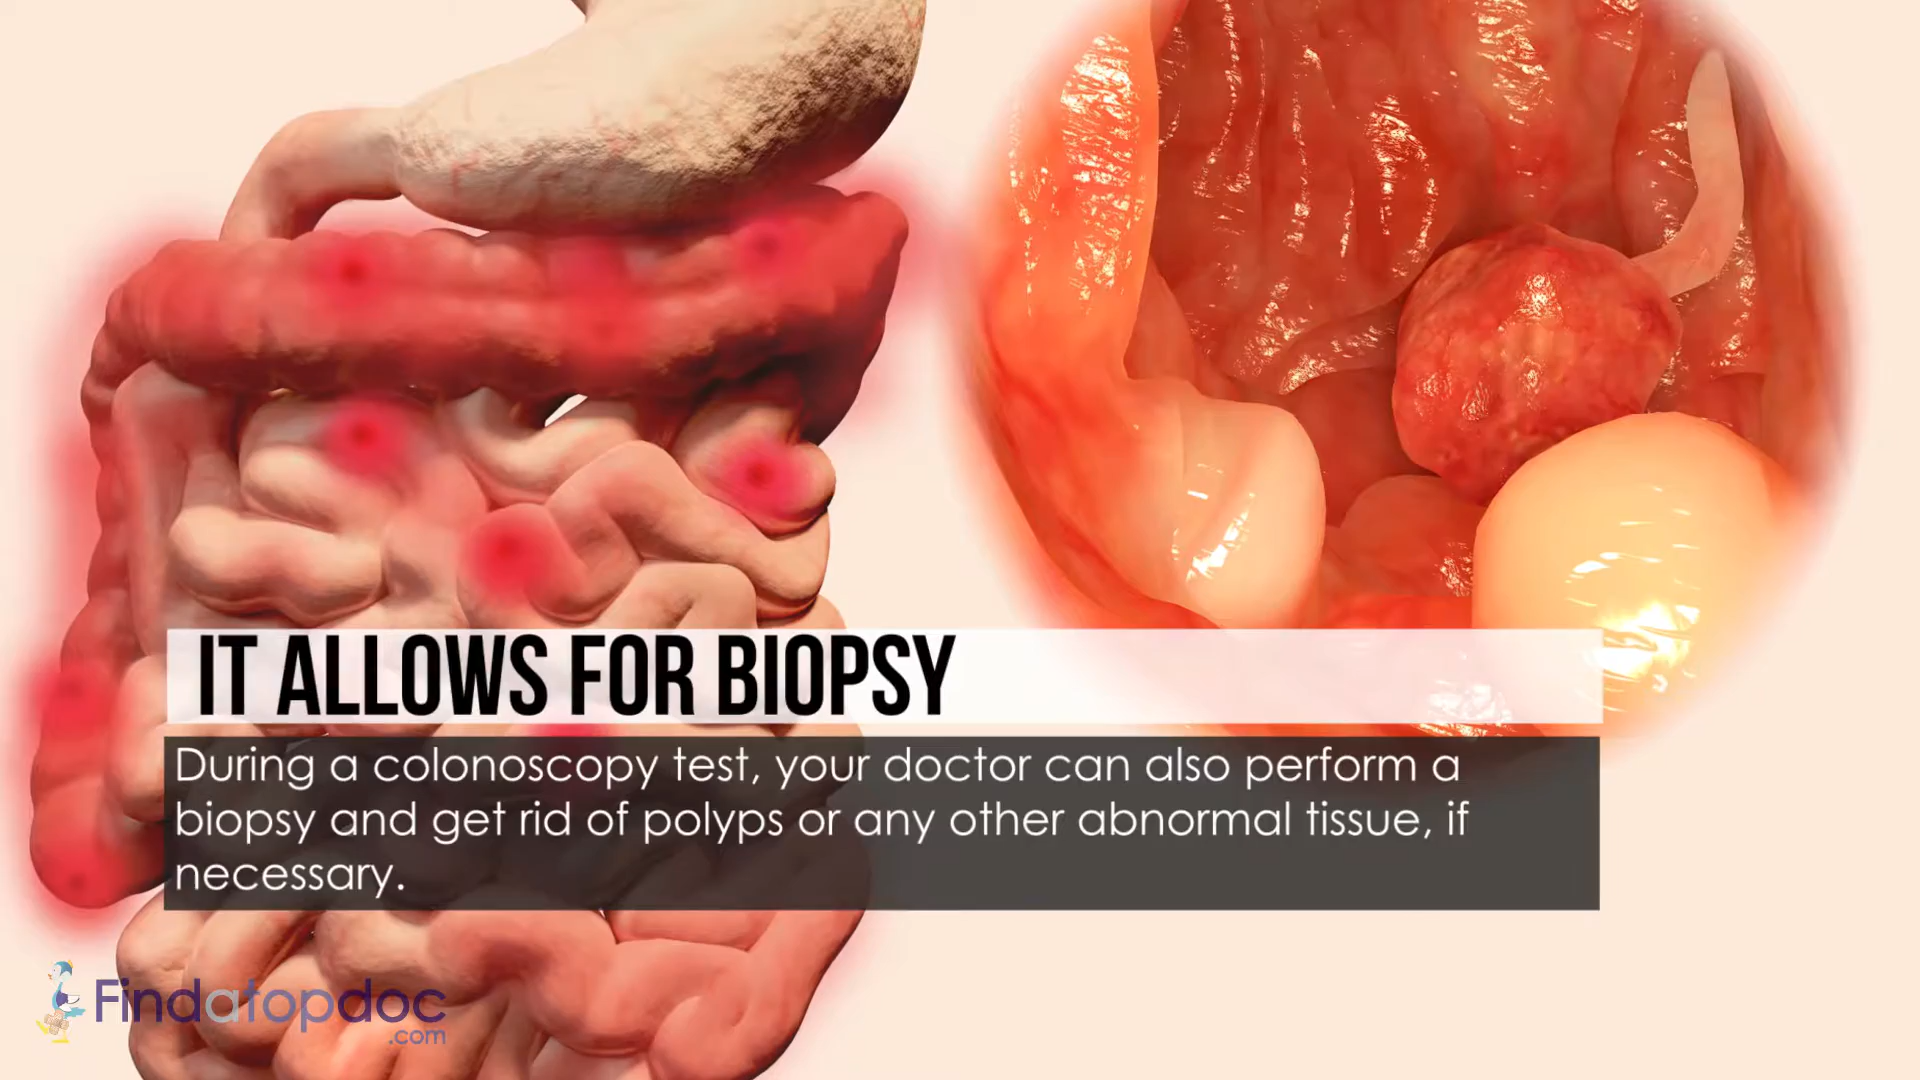 IT ALLOWS FOR BIOPSY
During a colonoscopy test, your doctor can also perform a
biopsy and get rid of polyps or any other abnormal tissue, if
necessary.
Findatopdoc
.com